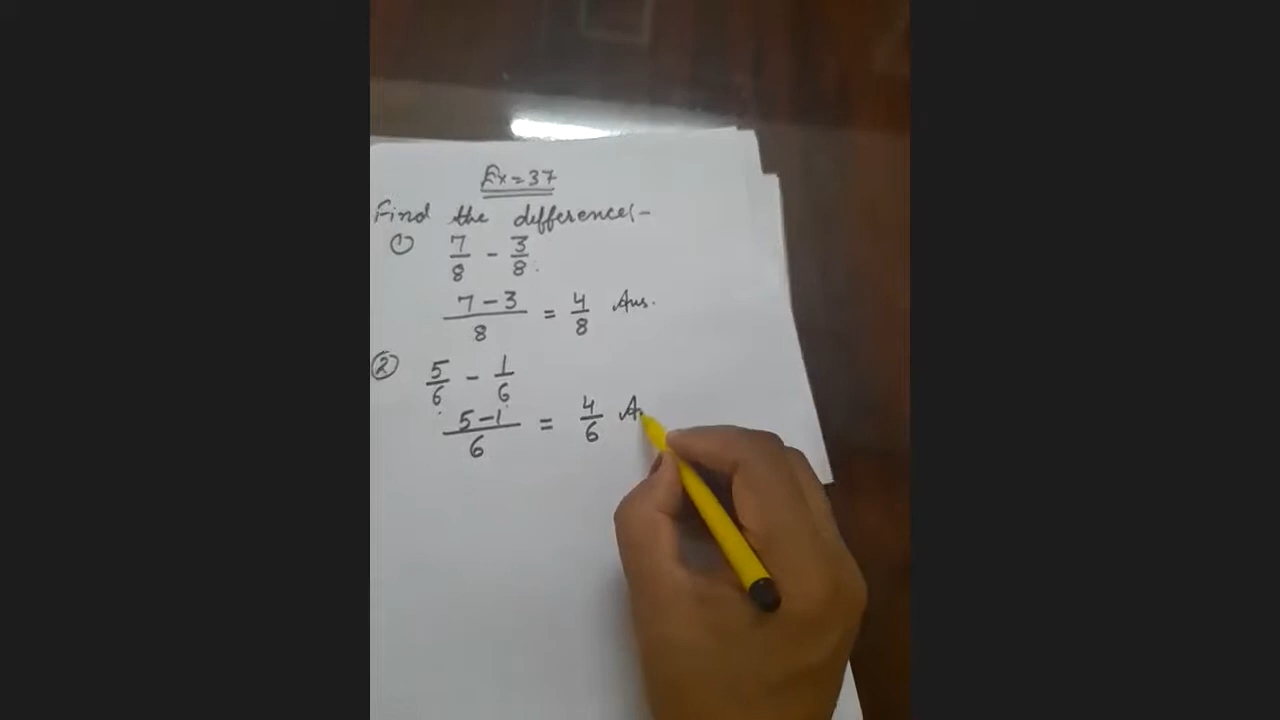 Ex = 37
Find the difference:-
① 7/8 - 3/8
7 - 3/8 = 4/8 Ans.
② 5/6 - 1/6
5 - 1/6 = 4/6 A